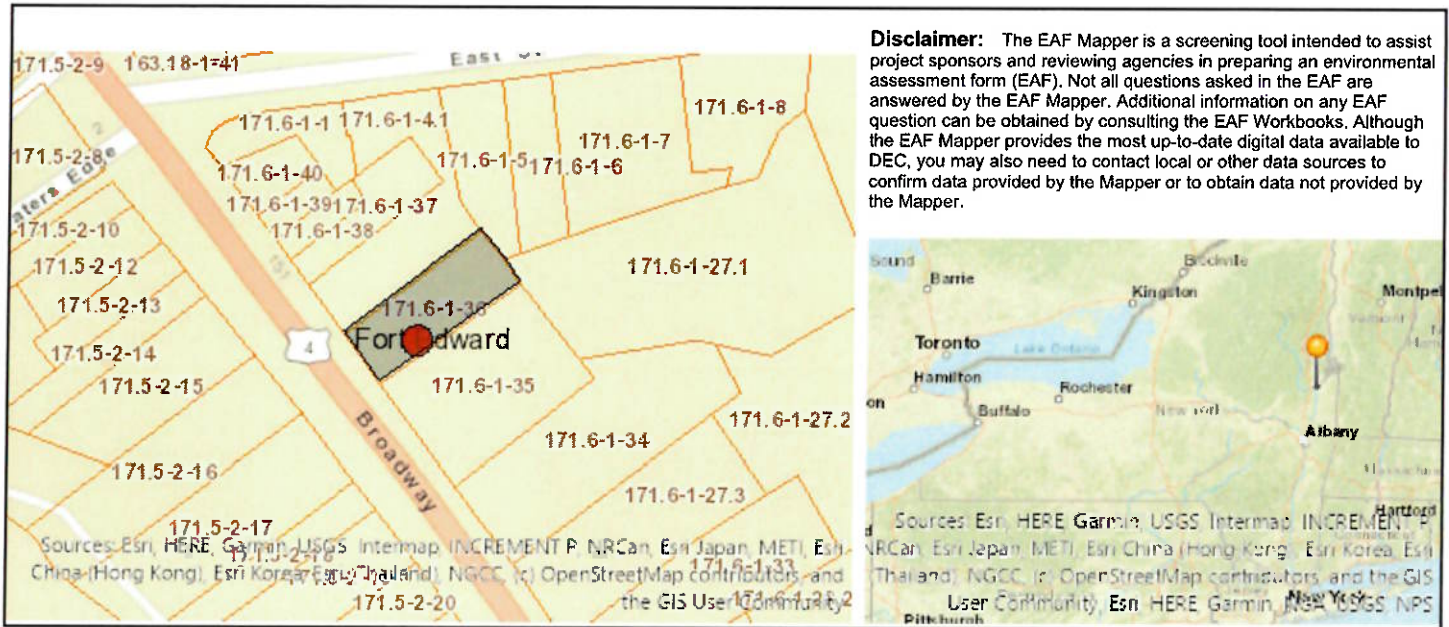 171.5-2-9
163.18-1-41
East
171.6-1-1
171.6-1-4.1
171.6-1-8
171.6-1-7
171.5-2-8
171.6-1-5
171.6-1-6
2
171.6-1-40
aters Edge
171.6-1-39
171.6-1-37
171.5-2-10
171.6-1-38
151
171.5-2-12
171.6-1-27.1
171.5-2-13
171.6-1-36
Fort Edward
4
171.5-2-14
171.5-2-15
171.6-1-35
171.6-1-27.2
Broadway
171.6-1-34
171.5-2-16
171.6-1-27.3
171.5-2-17
Sources: Esri, HERE, Garmin, USGS, Intermap, INCREMENT P, NRCan, Esri Japan, METI, Esri
China (Hong Kong), Esri Korea, Esri (Thailand), NGCC, (c) OpenStreetMap contributors, and
171.6-1-33
171.5-2-20
the GIS User Community
Disclaimer: The EAF Mapper is a screening tool intended to assist
project sponsors and reviewing agencies in preparing an environmental
assessment form (EAF). Not all questions asked in the EAF are
answered by the EAF Mapper. Additional information on any EAF
question can be obtained by consulting the EAF Workbooks. Although
the EAF Mapper provides the most up-to-date digital data available to
DEC, you may also need to contact local or other data sources to
confirm data provided by the Mapper or to obtain data not provided by
the Mapper.
Sound
Barrie
Brockville
Kingston
Montpel
Vermont
Toronto
Lake Ontario
Hamilton
Rochester
on
Buffalo
New York
Albany
Massachuse
Hartford
Connecticut
Sources: Esri, HERE, Garmin, USGS, Intermap, INCREMENT P,
NRCan, Esri Japan, METI, Esri China (Hong Kong), Esri Korea, Esri
(Thailand), NGCC, (c) OpenStreetMap contributors, and the GIS
User Community, Esri, HERE, Garmin, NGA, USGS, NPS
New York
Pittsburgh